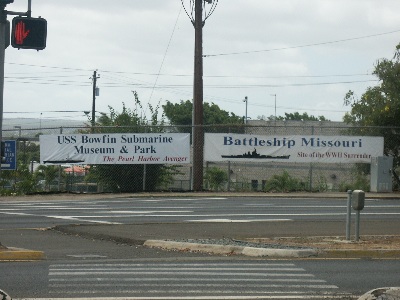 USS Bowfin Submarine
Museum & Park
The Pearl Harbor Avenger
Battleship Missouri
Site of the WWII Surrender